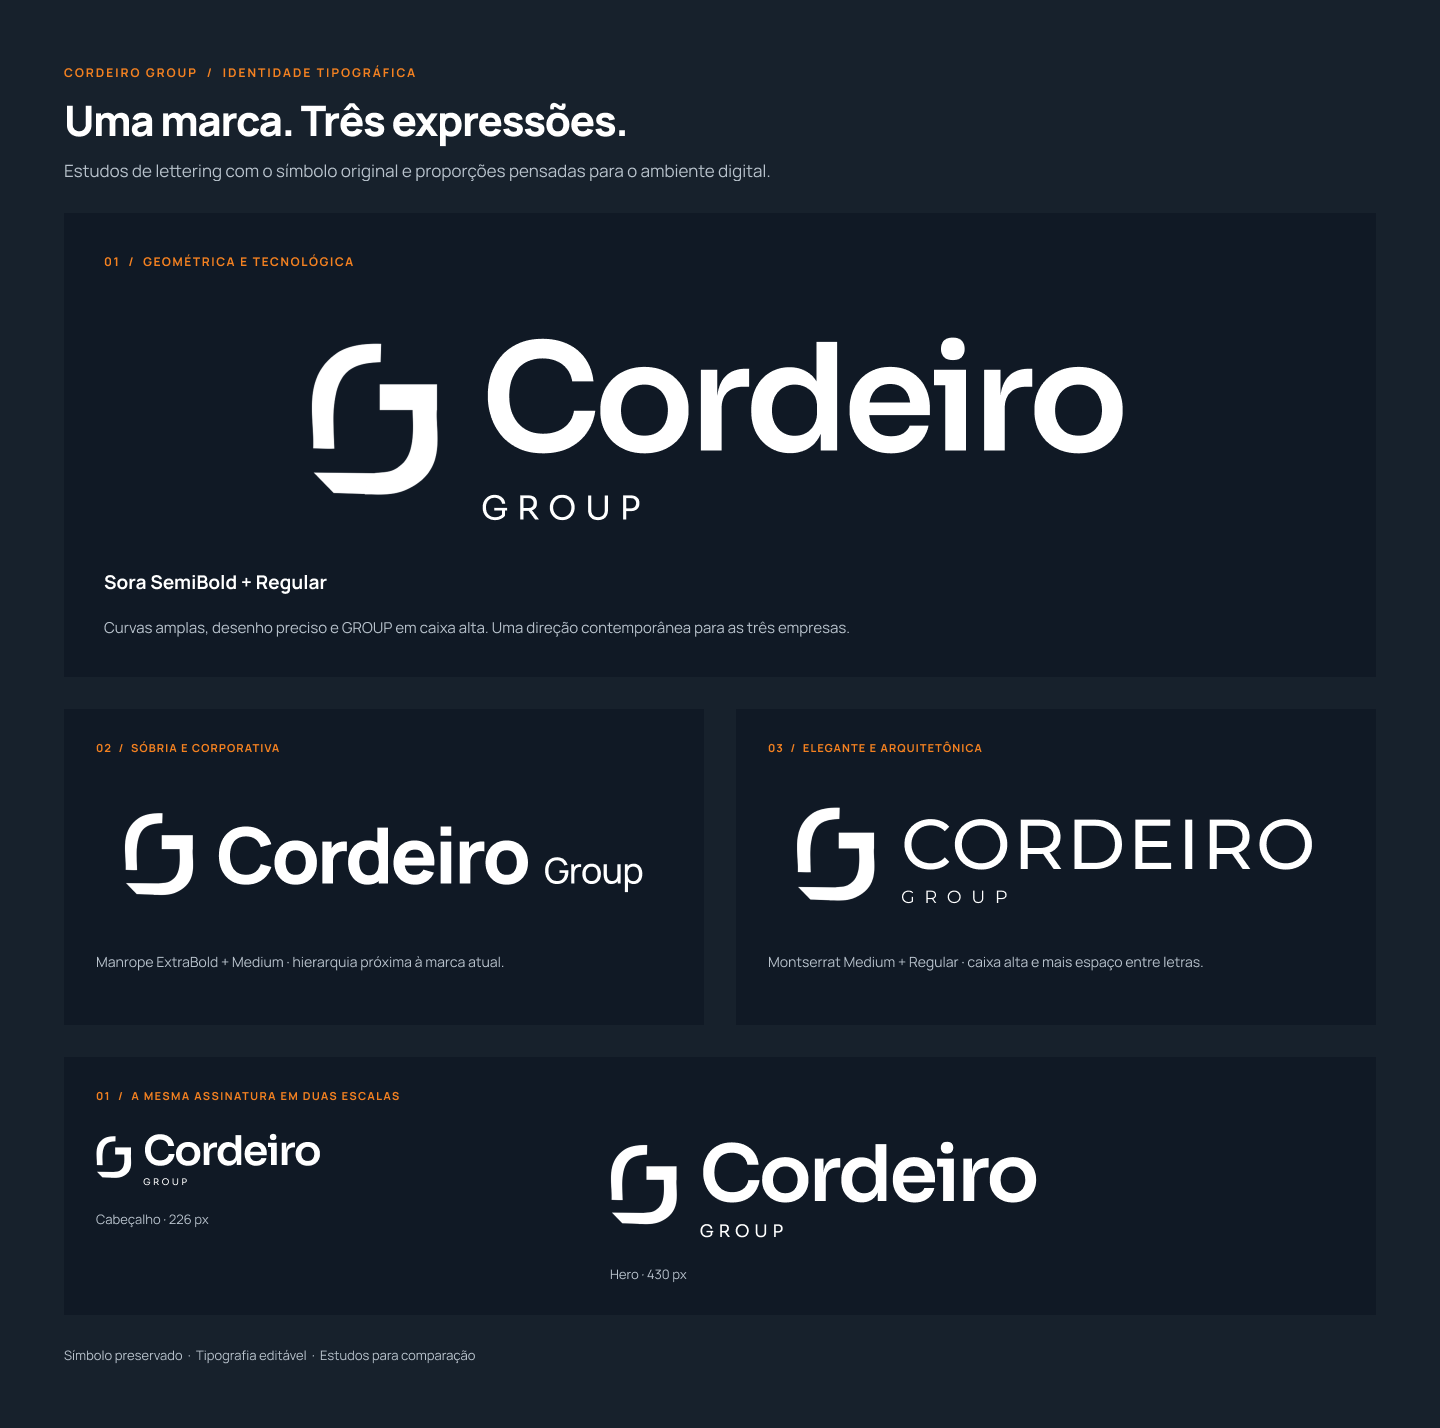 CORDEIRO GROUP / IDENTIDADE TIPOGRÁFICA
Uma marca. Três expressões.
Estudos de lettering com o símbolo original e proporções pensadas para o ambiente digital.
01 / GEOMÉTRICA E TECNOLÓGICA
Cordeiro
GROUP
Sora SemiBold + Regular
Curvas amplas, desenho preciso e GROUP em caixa alta. Uma direção contemporânea para as três empresas.
02 / SÓBRIA E CORPORATIVA
Cordeiro Group
Manrope ExtraBold + Medium · hierarquia próxima à marca atual.
03 / ELEGANTE E ARQUITETÔNICA
CORDEIRO
GROUP
Montserrat Medium + Regular · caixa alta e mais espaço entre letras.
01 / A MESMA ASSINATURA EM DUAS ESCALAS
Cordeiro
GROUP
Cabeçalho · 226 px
Cordeiro
GROUP
Hero · 430 px
Símbolo preservado · Tipografia editável · Estudos para comparação